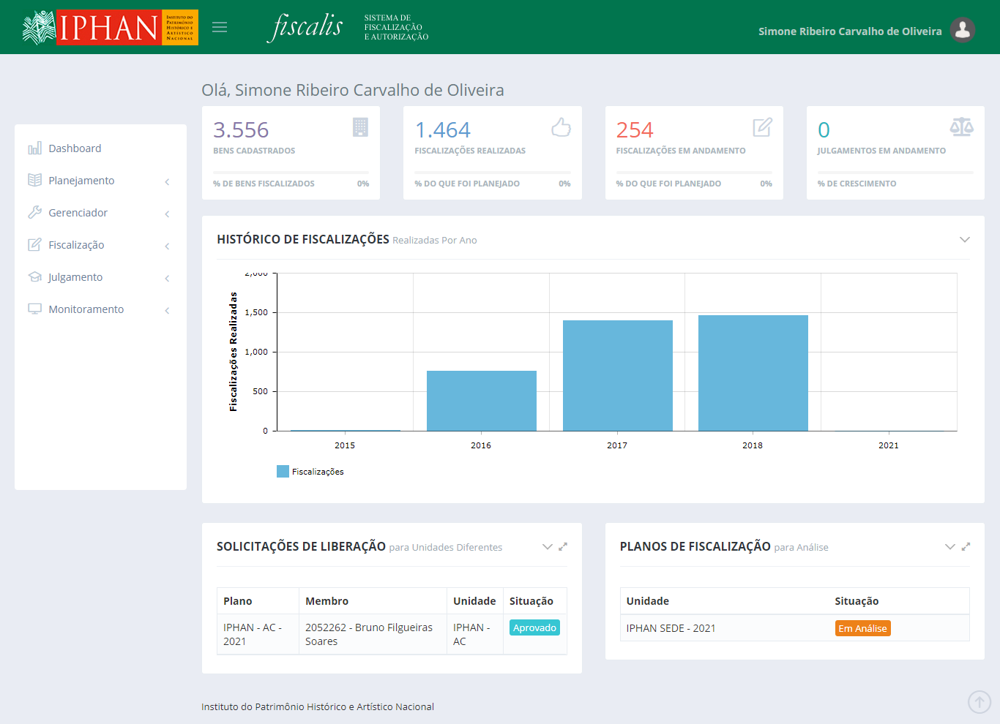 IPHAN
INSTITUTO DO
PATRIMÔNIO
HISTÓRICO E
ARTÍSTICO
NACIONAL
fiscalis
SISTEMA DE
FISCALIZAÇÃO
E AUTORIZAÇÃO
Simone Ribeiro Carvalho de Oliveira
Dashboard
Planejamento
Gerenciador
Fiscalização
Julgamento
Monitoramento
Olá, Simone Ribeiro Carvalho de Oliveira
3.556
BENS CADASTRADOS
% DE BENS FISCALIZADOS 0%
1.464
FISCALIZAÇÕES REALIZADAS
% DO QUE FOI PLANEJADO 0%
254
FISCALIZAÇÕES EM ANDAMENTO
% DO QUE FOI PLANEJADO 0%
0
JULGAMENTOS EM ANDAMENTO
% DE CRESCIMENTO
HISTÓRICO DE FISCALIZAÇÕES Realizadas Por Ano
Fiscalizações Realizadas
2,000
1,500
1,000
500
0
2015 2016 2017 2018 2021
Fiscalizações
SOLICITAÇÕES DE LIBERAÇÃO para Unidades Diferentes
Plano Membro Unidade Situação
IPHAN - AC - 2052262 - Bruno Filgueiras IPHAN - Aprovado
2021 Soares AC
PLANOS DE FISCALIZAÇÃO para Análise
Unidade Situação
IPHAN SEDE - 2021 Em Análise
Instituto do Patrimônio Histórico e Artístico Nacional